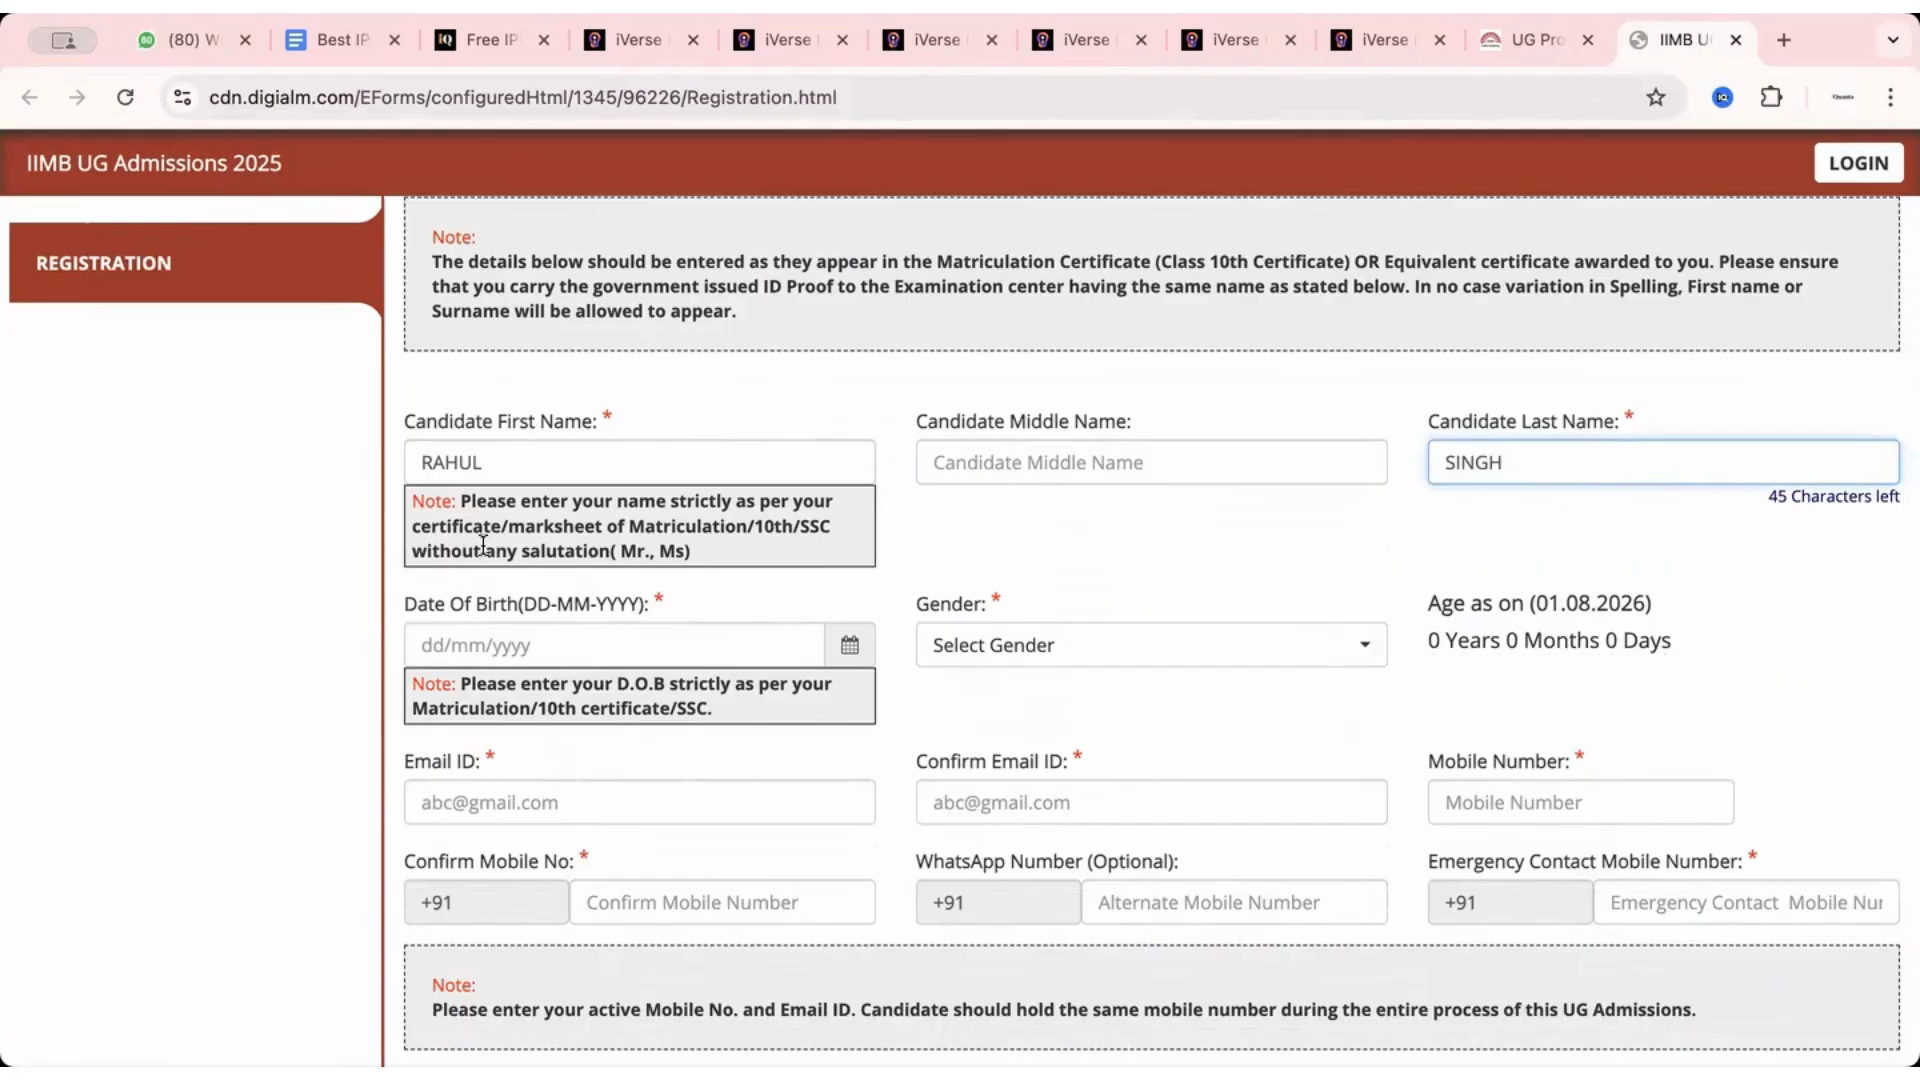 (80) W
Best IP
iQ
Free IP
iVerse
iVerse
iVerse
iVerse
iVerse
iVerse
UG Pro
IIMB U
cdn.digialm.com/EForms/configuredHtml/1345/96226/Registration.html
IIMB UG Admissions 2025
LOGIN
REGISTRATION
Note:
The details below should be entered as they appear in the Matriculation Certificate (Class 10th Certificate) OR Equivalent certificate awarded to you. Please ensure
that you carry the government issued ID Proof to the Examination center having the same name as stated below. In no case variation in Spelling, First name or
Surname will be allowed to appear.
Candidate First Name: *
Candidate Middle Name:
Candidate Last Name: *
RAHUL
Candidate Middle Name
SINGH
45 Characters left
Note: Please enter your name strictly as per your
certificate/marksheet of Matriculation/10th/SSC
without any salutation( Mr., Ms)
Date Of Birth(DD-MM-YYYY): *
Gender: *
Age as on (01.08.2026)
dd/mm/yyyy
Select Gender
0 Years 0 Months 0 Days
Note: Please enter your D.O.B strictly as per your
Matriculation/10th certificate/SSC.
Email ID: *
Confirm Email ID: *
Mobile Number: *
abc@gmail.com
abc@gmail.com
Mobile Number
Confirm Mobile No: *
WhatsApp Number (Optional):
Emergency Contact Mobile Number: *
+91
Confirm Mobile Number
+91
Alternate Mobile Number
+91
Emergency Contact  Mobile Nur
Note:
Please enter your active Mobile No. and Email ID. Candidate should hold the same mobile number during the entire process of this UG Admissions.